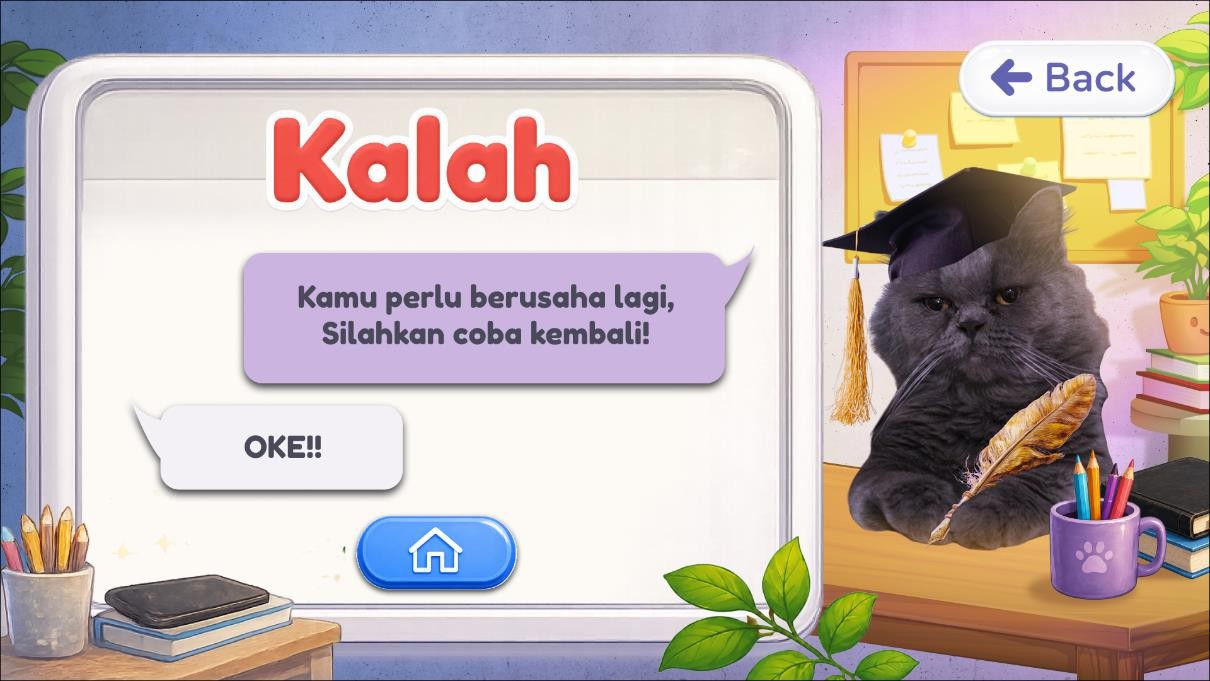 Back
Kalah
Kamu perlu berusaha lagi,
Silahkan coba kembali!
OKE!!